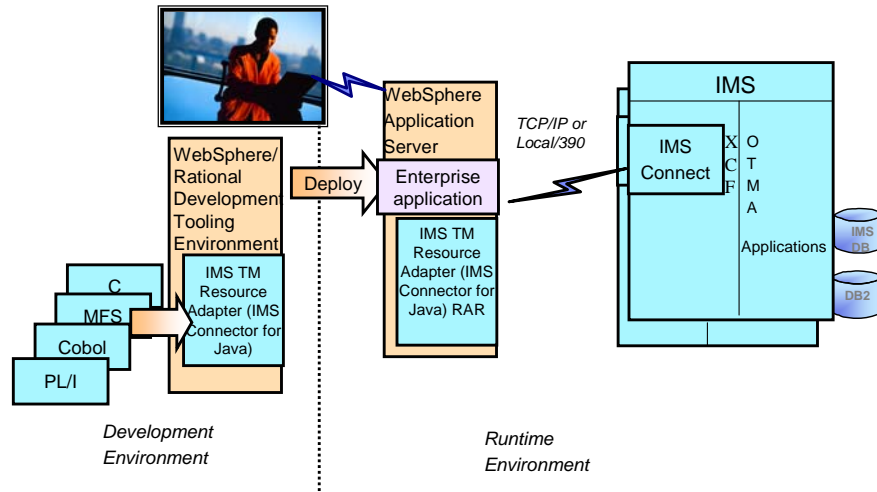 WebSphere/
Rational
Development
Tooling
Environment
IMS TM
Resource
Adapter (IMS
Connector for
Java)
C
MFS
Cobol
PL/I
Deploy
WebSphere
Application
Server
Enterprise
application
IMS TM
Resource
Adapter (IMS
Connector for
Java) RAR
TCP/IP or
Local/390
IMS
IMS
Connect
X
C
F
O
T
M
A
Applications
IMS
DB
DB2
Development
Environment
Runtime
Environment